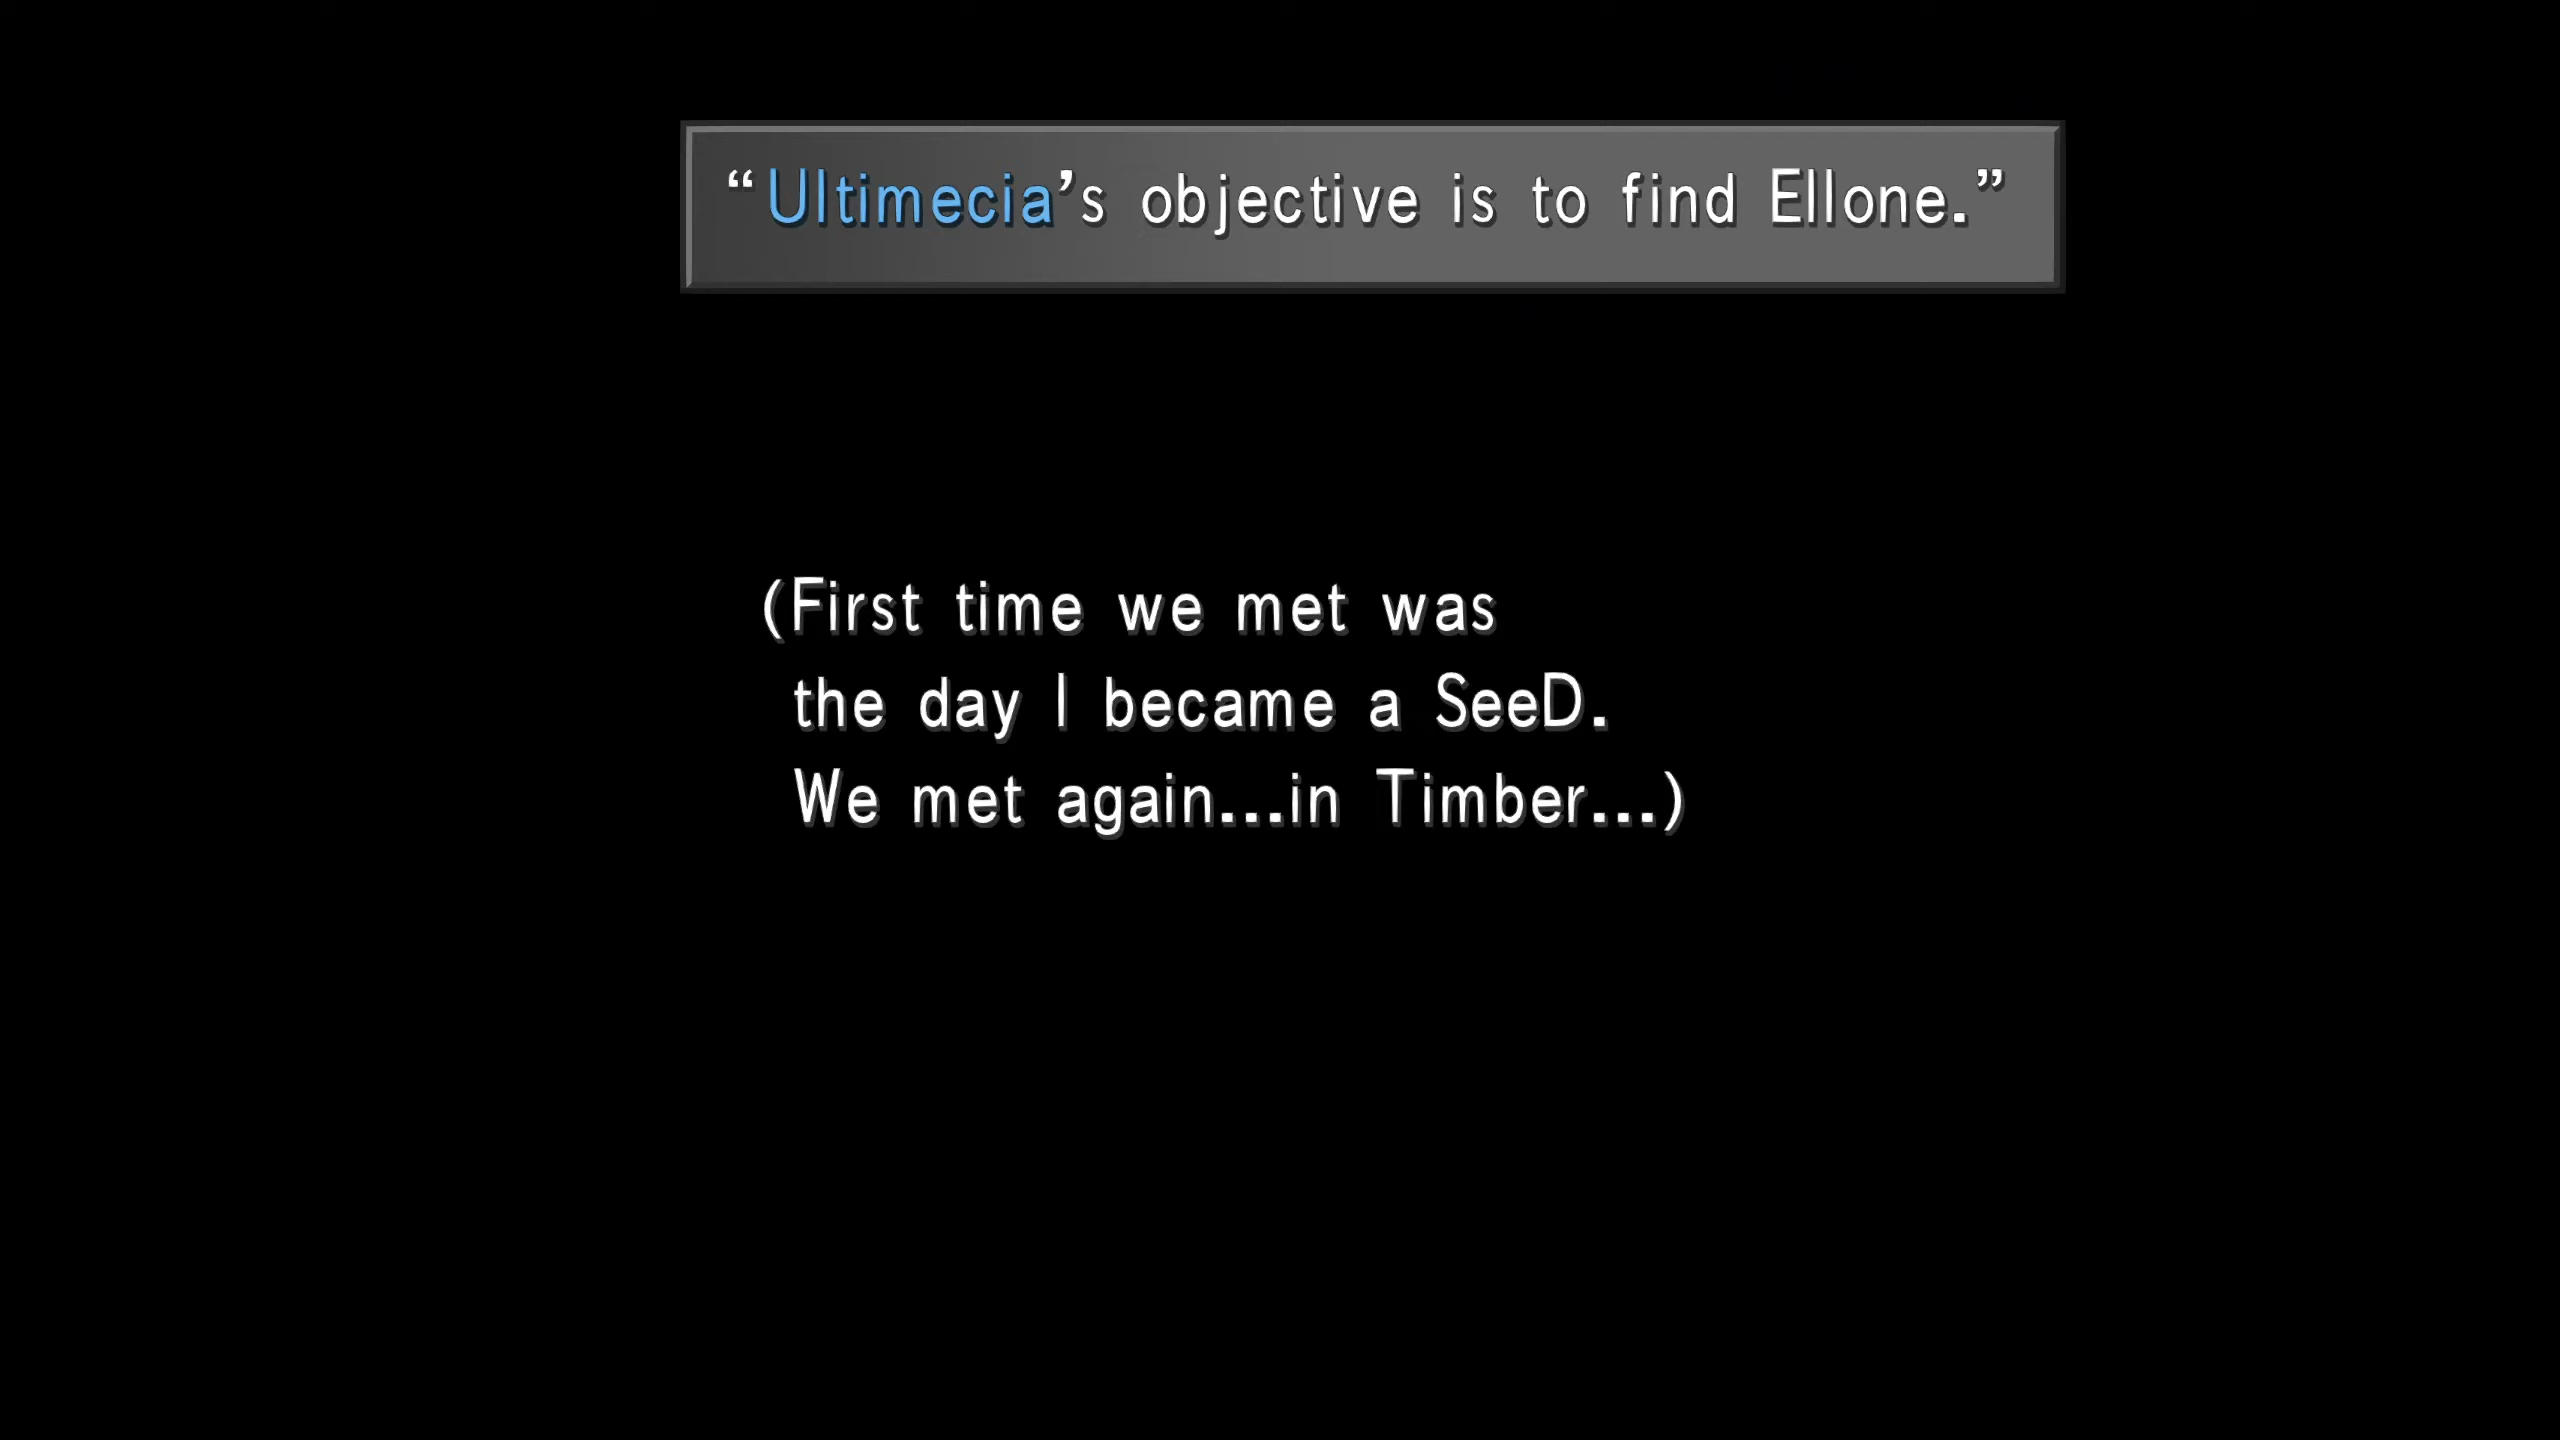 “Ultimecia’s objective is to find Ellone.”
(First time we met was
the day I became a SeeD.
We met again...in Timber...)